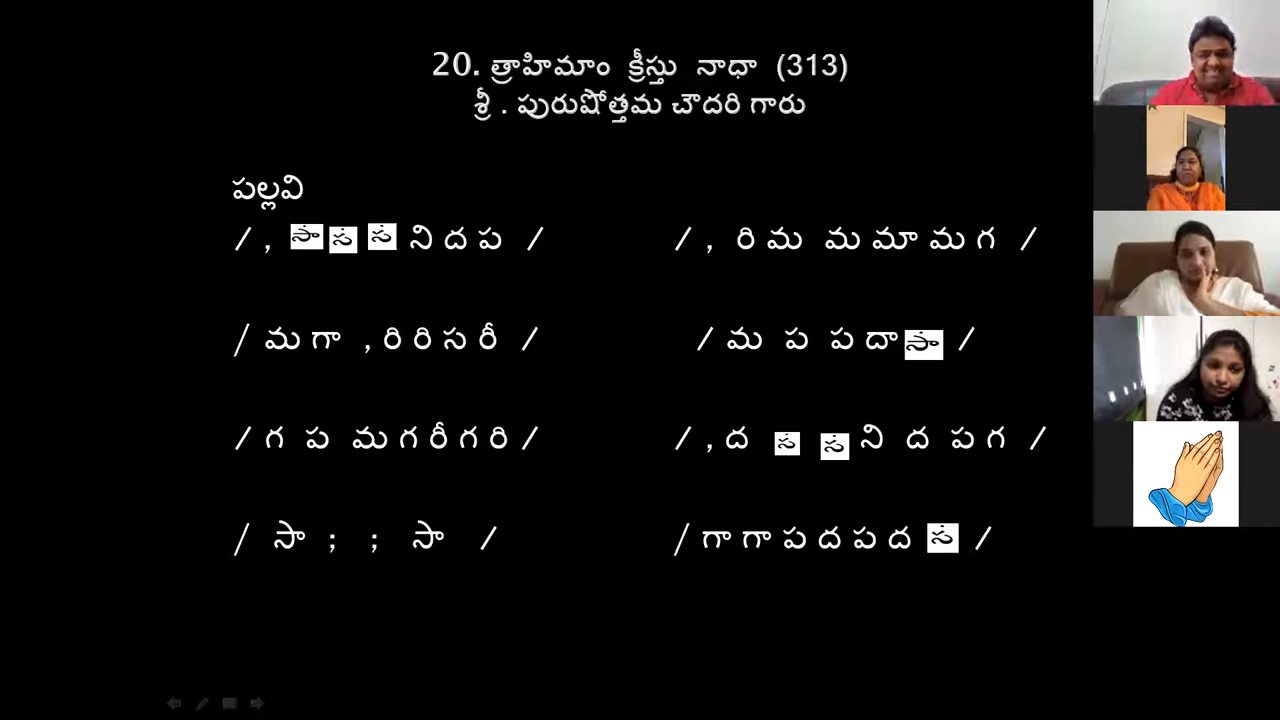 20. త్రాహిమాం క్రీస్తు నాధా (313)
శ్రీ . పురుషోత్తమ చౌదరి గారు
పల్లవి
/ , సా̇ స̇ స̇ ని ద ప / / , రి మ మ మా మ గ /
/ మ గా , రి రి స రీ / / మ ప ప దా సా̇ /
/ గ ప మ గ రీ గ రి / / , ద స̇ స̇ ని ద ప గ /
/ సా ; ; సా / / గా గా ప ద ప ద స̇ /